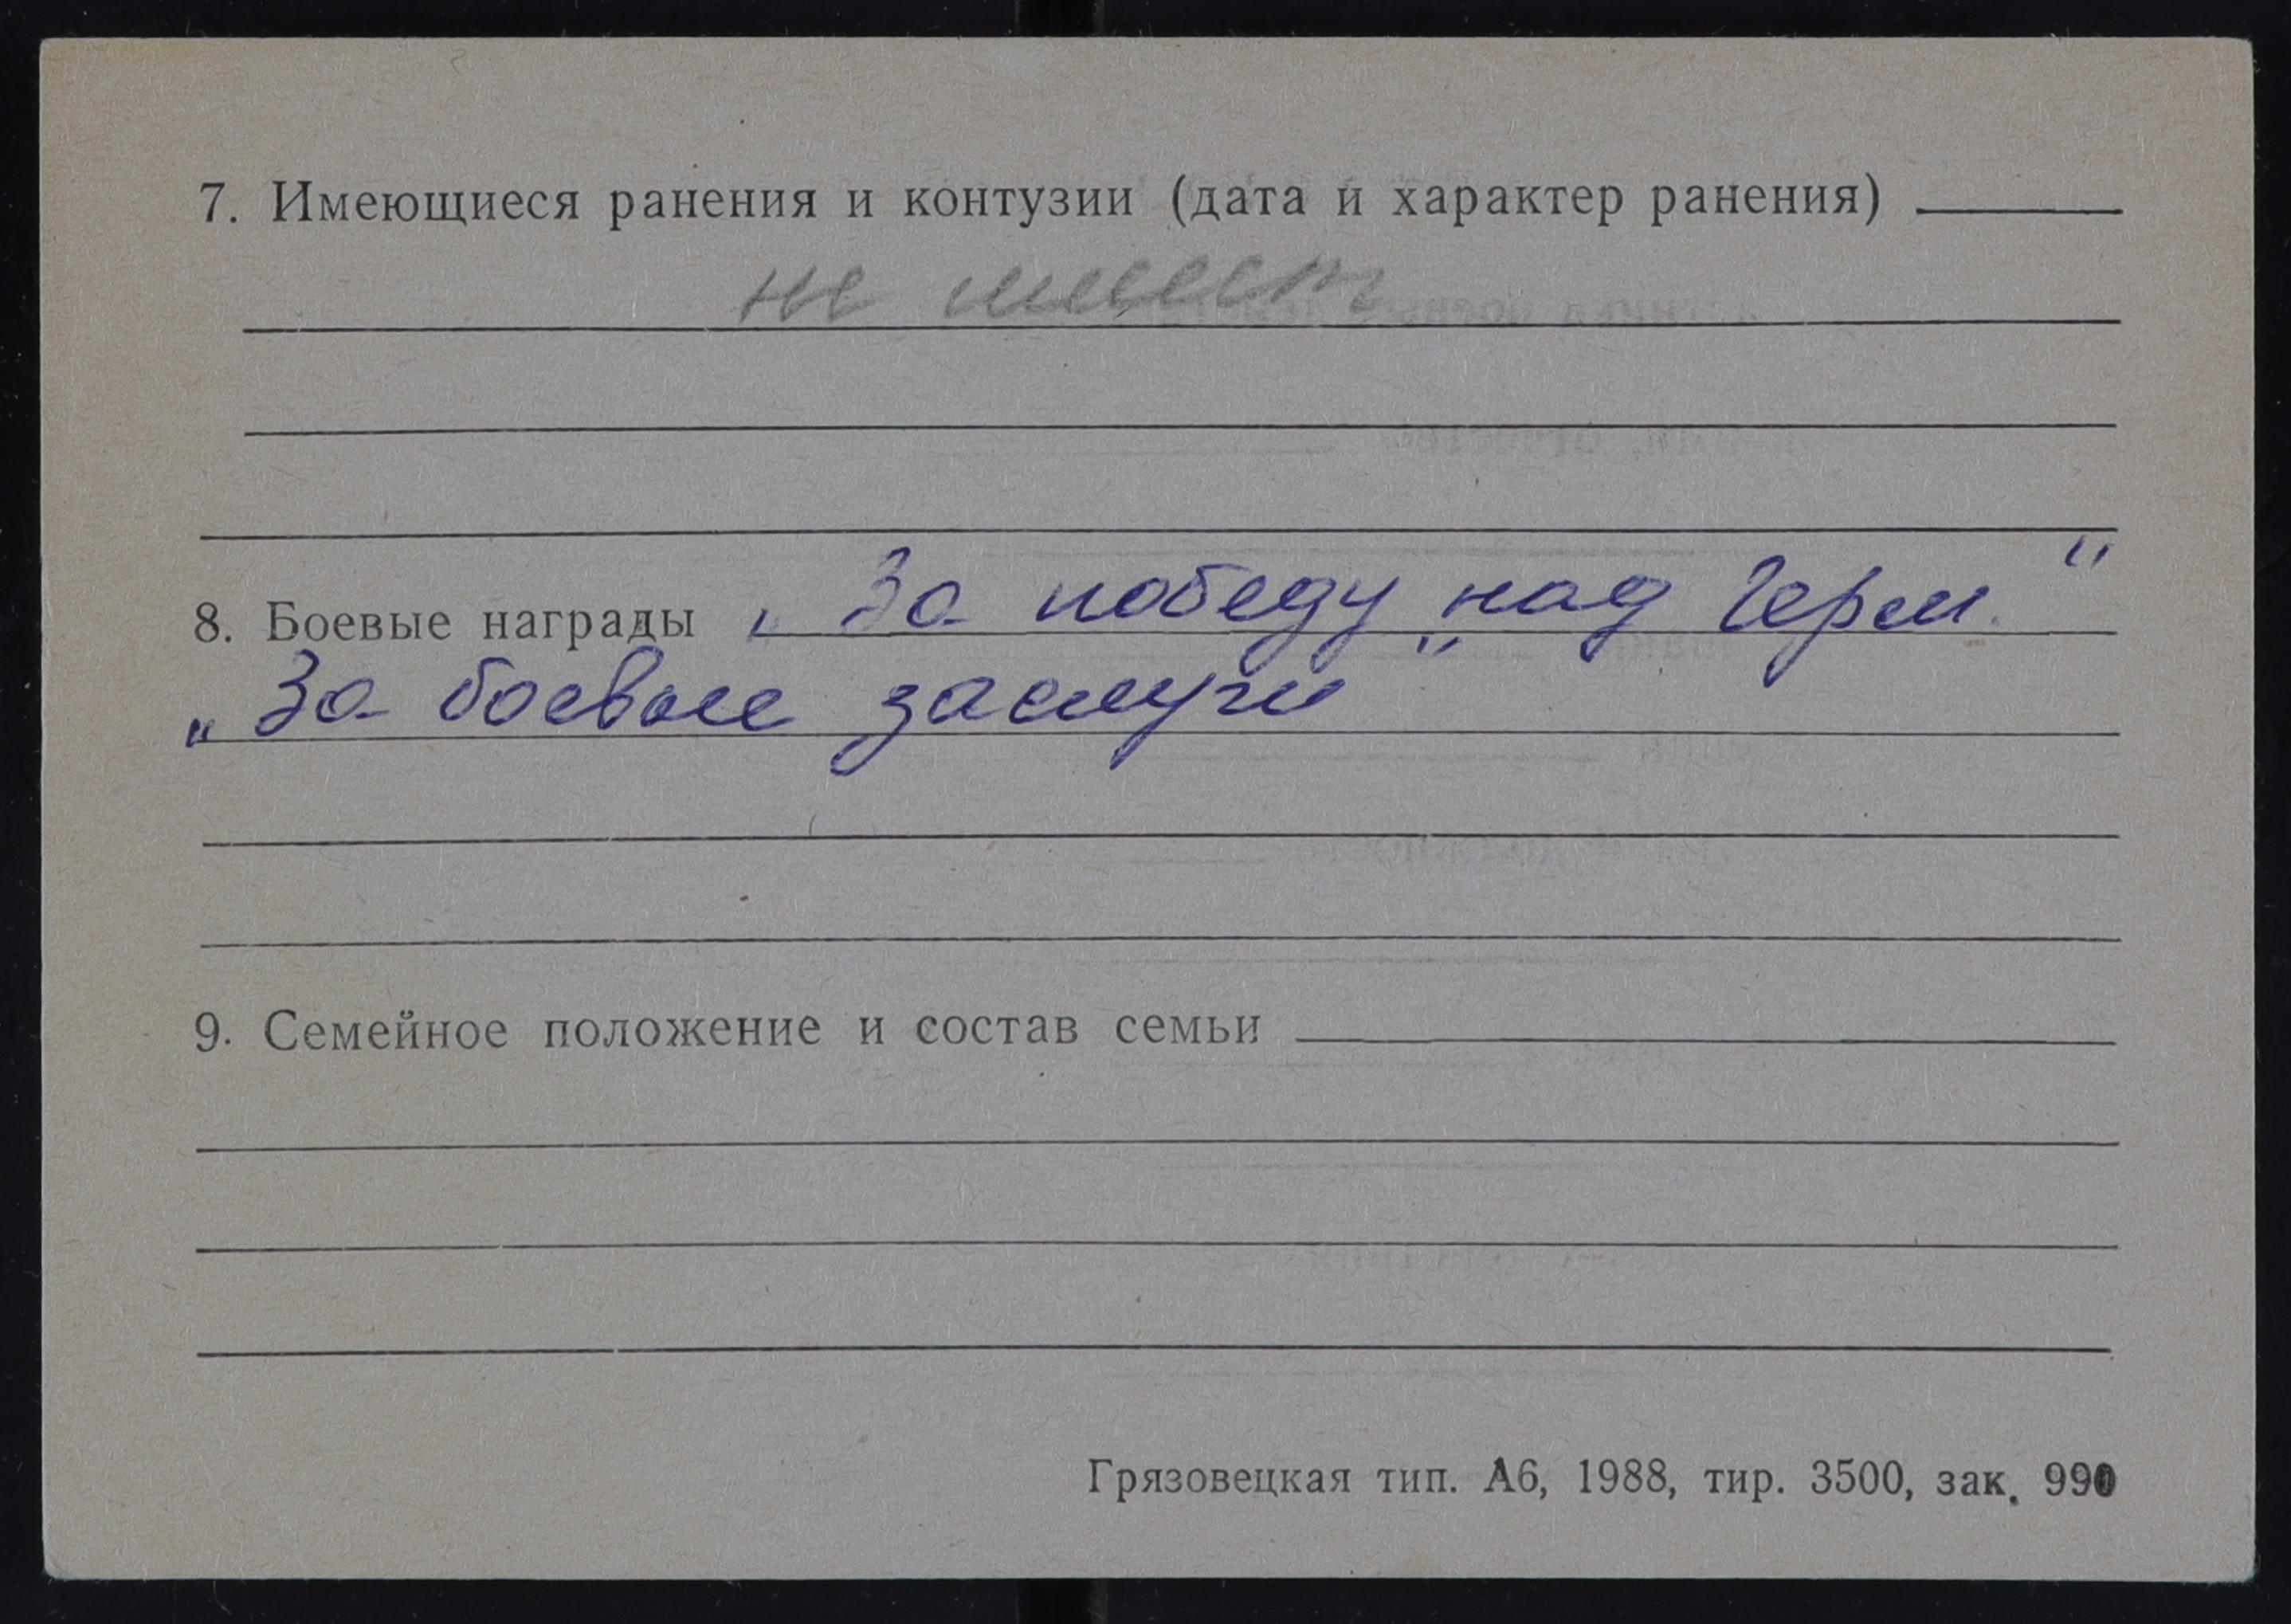 7. Имеющиеся ранения и контузии (дата и характер ранения)
не имеет
8. Боевые награды „За победу над Герм.“
„За боевые заслуги“
9. Семейное положение и состав семьи
Грязовецкая тип. А6, 1988, тир. 3500, зак. 990